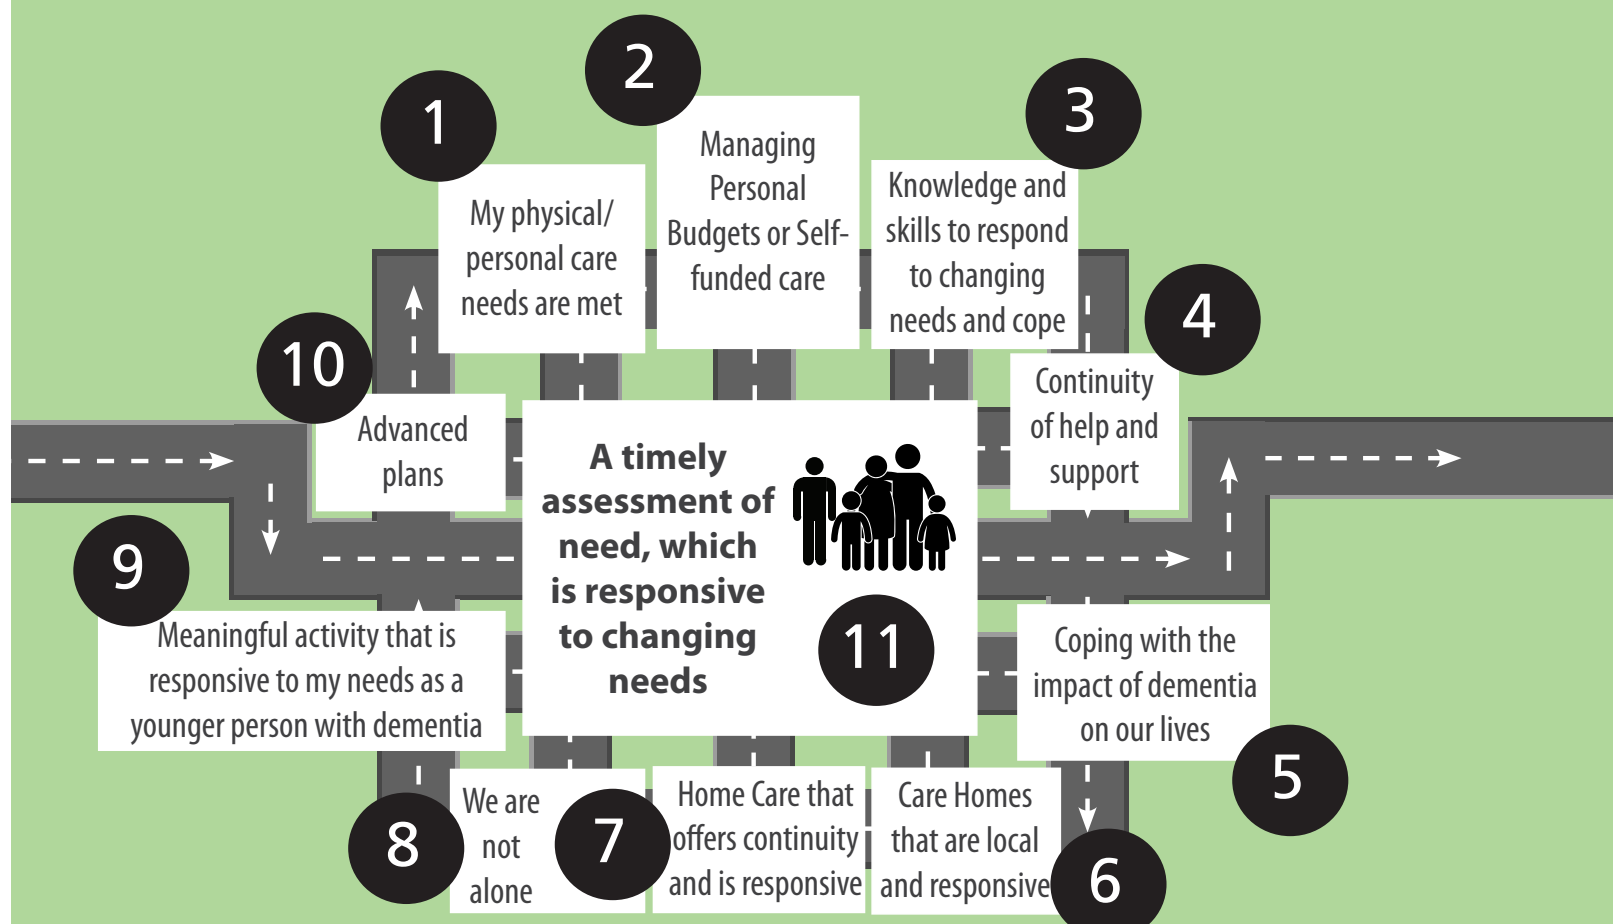 1
My physical/
personal care
needs are met
2
Managing
Personal
Budgets or Self-
funded care
3
Knowledge and
skills to respond
to changing
needs and cope
4
Continuity
of help and
support
10
Advanced
plans
A timely
assessment of
need, which
is responsive
to changing
needs
11
9
Meaningful activity that is
responsive to my needs as a
younger person with dementia
Coping with the
impact of dementia
on our lives
5
8
We are
not
alone
7
Home Care that
offers continuity
and is responsive
Care Homes
that are local
and responsive
6